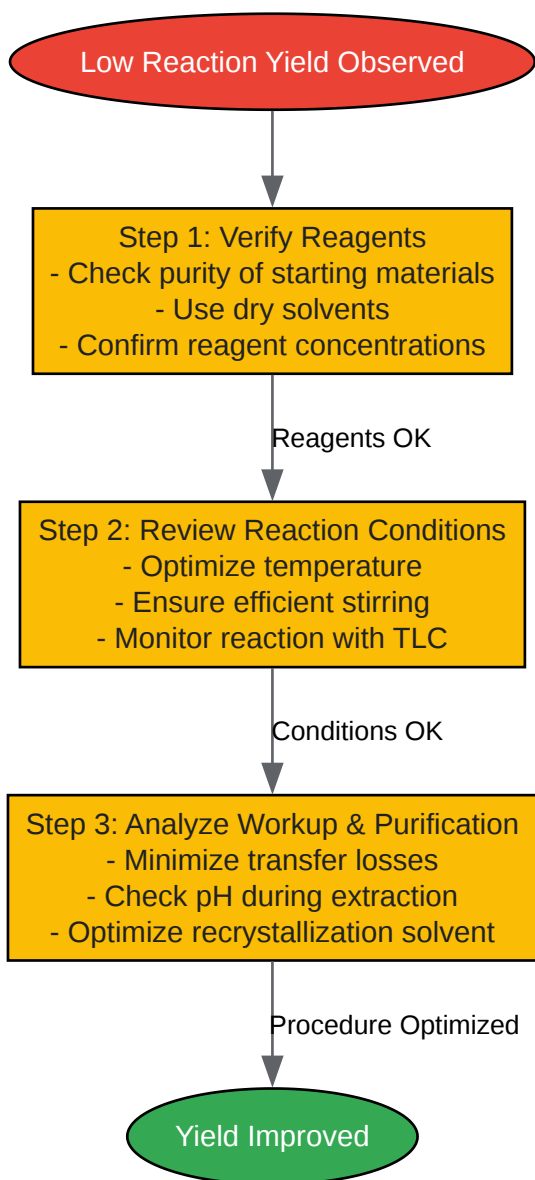 Low Reaction Yield Observed
Step 1: Verify Reagents
- Check purity of starting materials
- Use dry solvents
- Confirm reagent concentrations
Reagents OK
Step 2: Review Reaction Conditions
- Optimize temperature
- Ensure efficient stirring
- Monitor reaction with TLC
Conditions OK
Step 3: Analyze Workup & Purification
- Minimize transfer losses
- Check pH during extraction
- Optimize recrystallization solvent
Procedure Optimized
Yield Improved